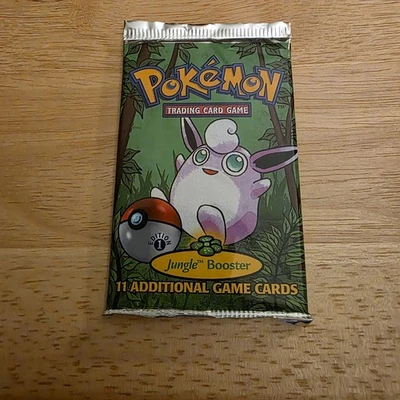 POKéMON
TRADING CARD GAME
EDITION
1
Jungle™ Booster
11 ADDITIONAL GAME CARDS